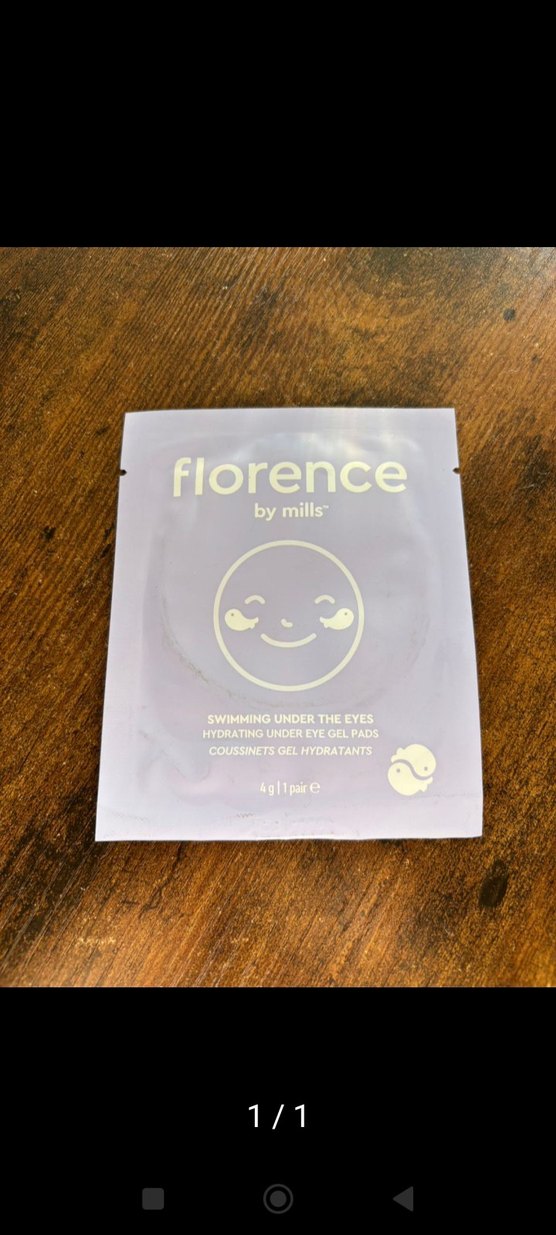 florence
by mills™
SWIMMING UNDER THE EYES
HYDRATING UNDER EYE GEL PADS
COUSSINETS GEL HYDRATANTS
4 g | 1 pair ℮
1 / 1